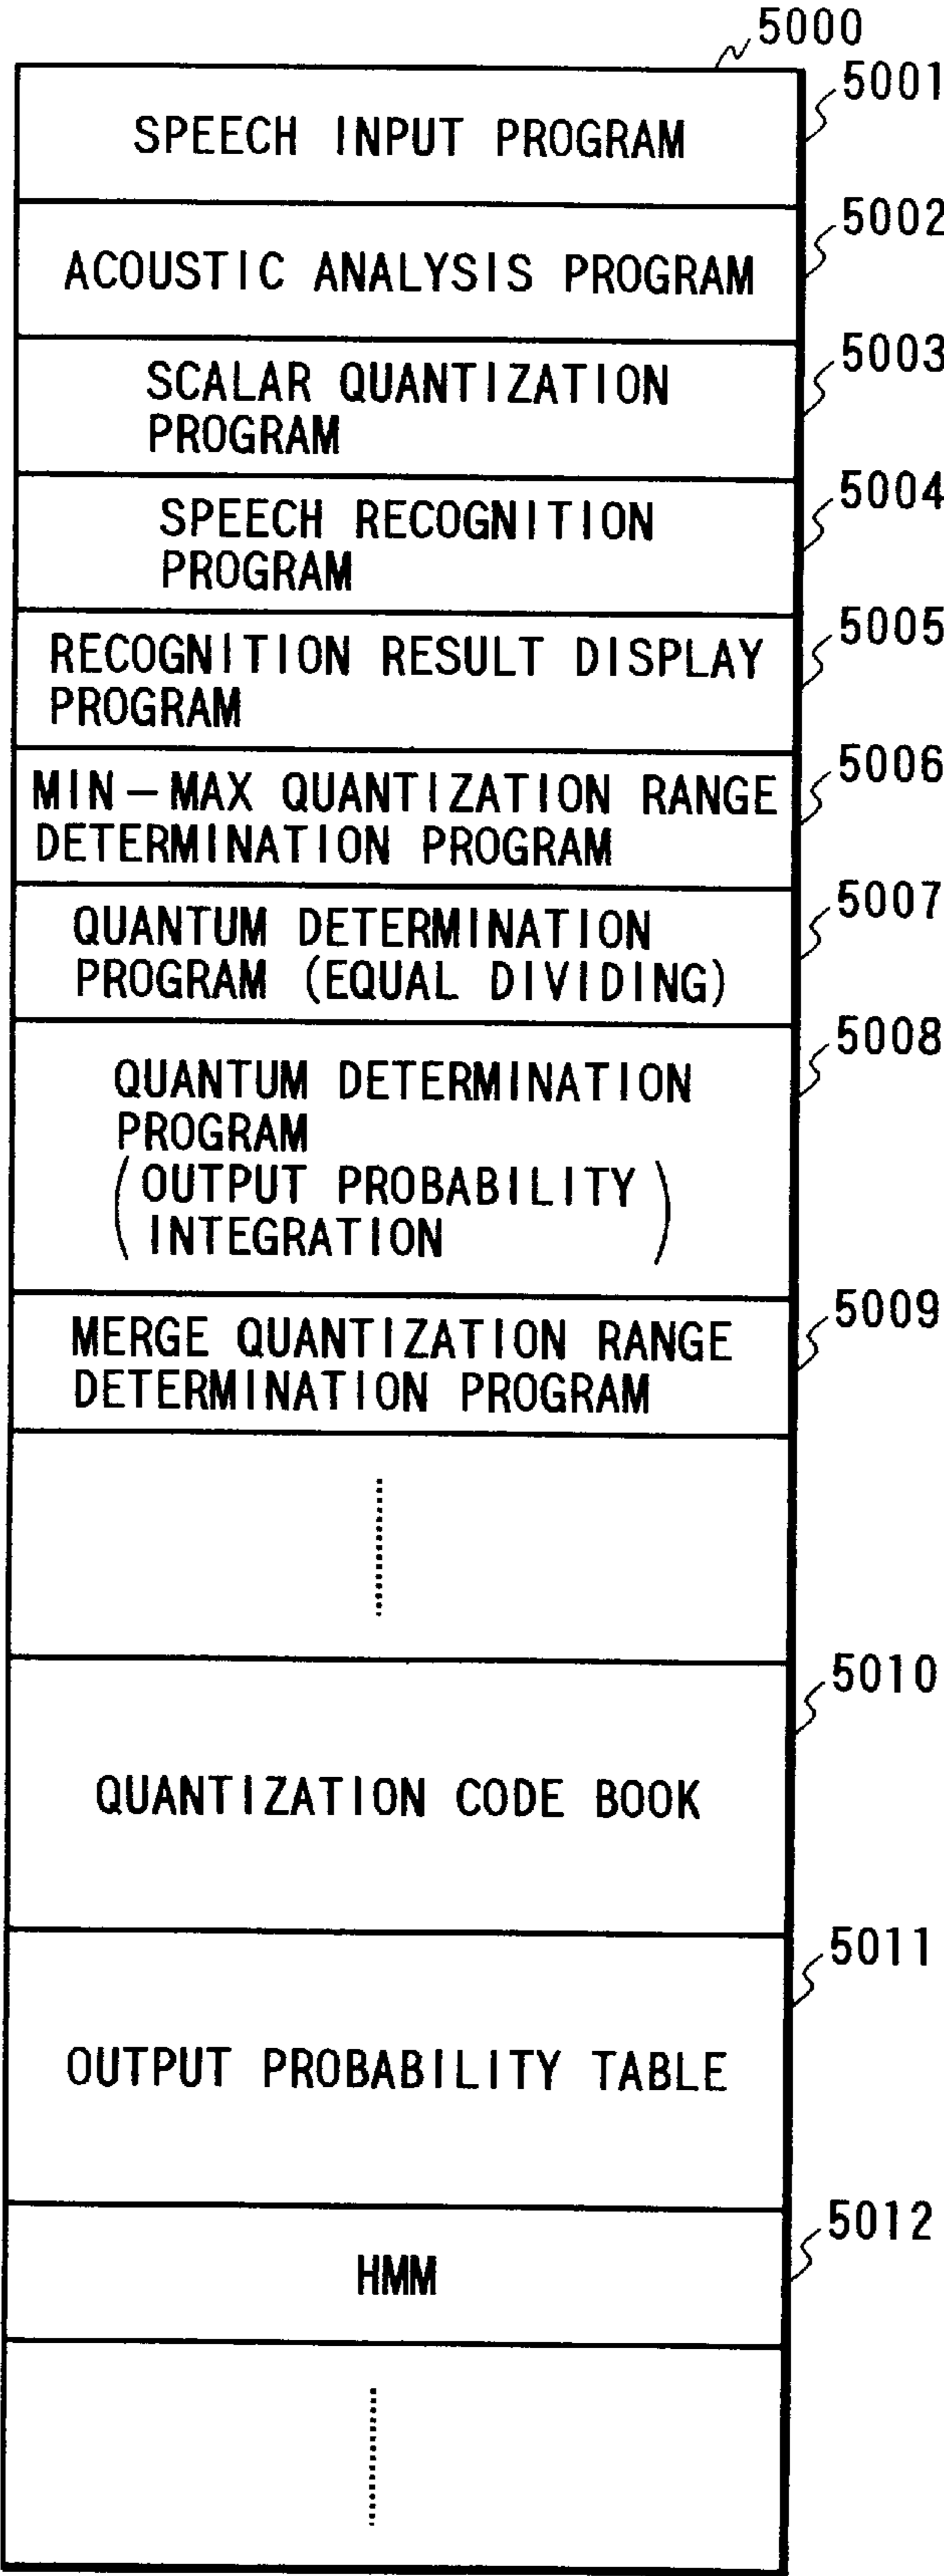 5000
5001
SPEECH INPUT PROGRAM
5002
ACOUSTIC ANALYSIS PROGRAM
5003
SCALAR QUANTIZATION
PROGRAM
5004
SPEECH RECOGNITION
PROGRAM
5005
RECOGNITION RESULT DISPLAY
PROGRAM
5006
MIN-MAX QUANTIZATION RANGE
DETERMINATION PROGRAM
5007
QUANTUM DETERMINATION
PROGRAM (EQUAL DIVIDING)
5008
QUANTUM DETERMINATION
PROGRAM
(OUTPUT PROBABILITY
INTEGRATION)
5009
MERGE QUANTIZATION RANGE
DETERMINATION PROGRAM
5010
QUANTIZATION CODE BOOK
5011
OUTPUT PROBABILITY TABLE
5012
HMM